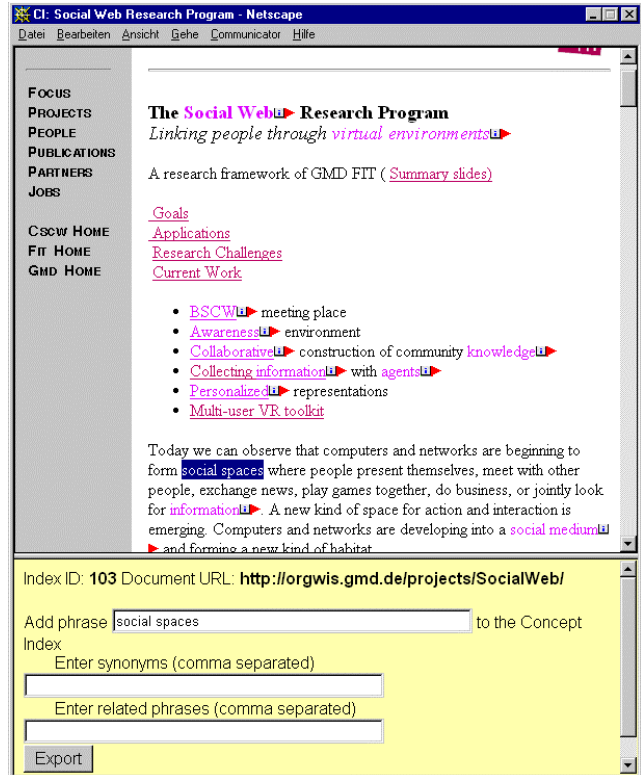 CI: Social Web Research Program - Netscape
Datei Bearbeiten Ansicht Gehe Communicator Hilfe
FOCUS
PROJECTS
PEOPLE
PUBLICATIONS
PARTNERS
JOBS
CSCW HOME
FIT HOME
GMD HOME
The Social Web Research Program
Linking people through virtual environments
A research framework of GMD FIT ( Summary slides)
Goals
Applications
Research Challenges
Current Work
• BSCW meeting place
• Awareness environment
• Collaborative construction of community knowledge
• Collecting information with agents
• Personalized representations
• Multi-user VR toolkit
Today we can observe that computers and networks are beginning to
form social spaces where people present themselves, meet with other
people, exchange news, play games together, do business, or jointly look
for information. A new kind of space for action and interaction is
emerging. Computers and networks are developing into a social medium
and forming a new kind of habitat
Index ID: 103 Document URL: http://orgwis.gmd.de/projects/SocialWeb/
Add phrase social spaces to the Concept
Index
Enter synonyms (comma separated)
Enter related phrases (comma separated)
Export